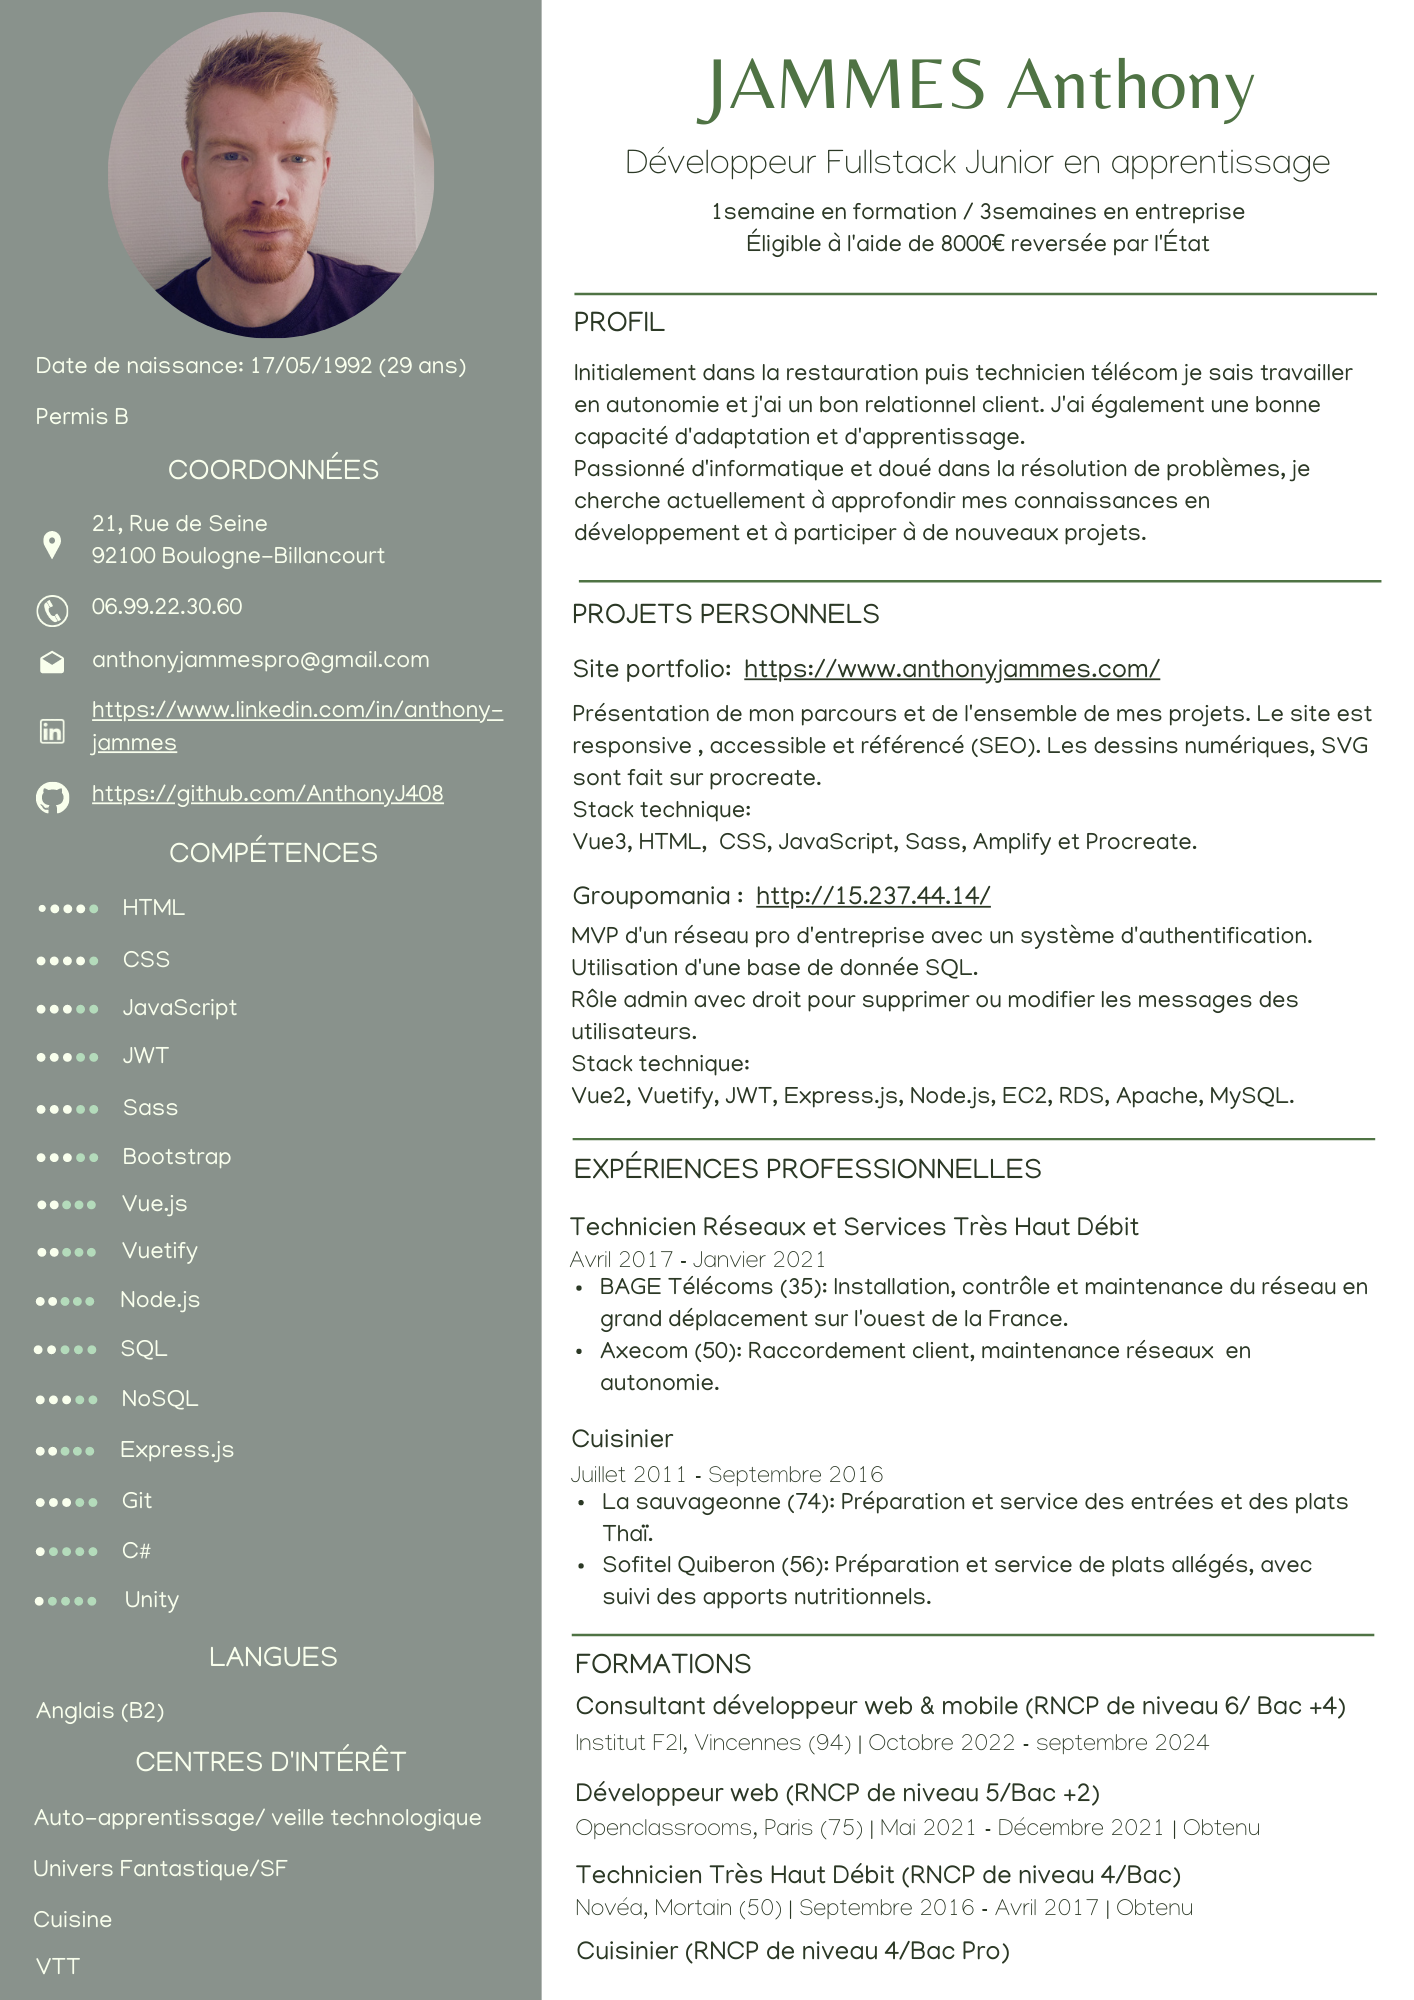 Date de naissance: 17/05/1992 (29 ans)
Permis B
COORDONNÉES
21, Rue de Seine
92100 Boulogne-Billancourt
06.99.22.30.60
anthonyjammespro@gmail.com
https://www.linkedin.com/in/anthony-
jammes
https://github.com/AnthonyJ408
COMPÉTENCES
HTML
CSS
JavaScript
JWT
Sass
Bootstrap
Vue.js
Vuetify
Node.js
SQL
NoSQL
Express.js
Git
C#
Unity
LANGUES
Anglais (B2)
CENTRES D'INTÉRÊT
Auto-apprentissage/ veille technologique
Univers Fantastique/SF
Cuisine
VTT
JAMMES Anthony
Développeur Fullstack Junior en apprentissage
1semaine en formation / 3semaines en entreprise
Éligible à l'aide de 8000€ reversée par l'État
PROFIL
Initialement dans la restauration puis technicien télécom je sais travailler
en autonomie et j'ai un bon relationnel client. J'ai également une bonne
capacité d'adaptation et d'apprentissage.
Passionné d'informatique et doué dans la résolution de problèmes, je
cherche actuellement à approfondir mes connaissances en
développement et à participer à de nouveaux projets.
PROJETS PERSONNELS
Site portfolio: https://www.anthonyjammes.com/
Présentation de mon parcours et de l'ensemble de mes projets. Le site est
responsive , accessible et référencé (SEO). Les dessins numériques, SVG
sont fait sur procreate.
Stack technique:
Vue3, HTML, CSS, JavaScript, Sass, Amplify et Procreate.
Groupomania : http://15.237.44.14/
MVP d'un réseau pro d'entreprise avec un système d'authentification.
Utilisation d'une base de donnée SQL.
Rôle admin avec droit pour supprimer ou modifier les messages des
utilisateurs.
Stack technique:
Vue2, Vuetify, JWT, Express.js, Node.js, EC2, RDS, Apache, MySQL.
EXPÉRIENCES PROFESSIONNELLES
Technicien Réseaux et Services Très Haut Débit
Avril 2017 - Janvier 2021
• BAGE Télécoms (35): Installation, contrôle et maintenance du réseau en
grand déplacement sur l'ouest de la France.
• Axecom (50): Raccordement client, maintenance réseaux en
autonomie.
Cuisinier
Juillet 2011 - Septembre 2016
• La sauvageonne (74): Préparation et service des entrées et des plats
Thaï.
• Sofitel Quiberon (56): Préparation et service de plats allégés, avec
suivi des apports nutritionnels.
FORMATIONS
Consultant développeur web & mobile (RNCP de niveau 6/ Bac +4)
Institut F2I, Vincennes (94) | Octobre 2022 - septembre 2024
Développeur web (RNCP de niveau 5/Bac +2)
Openclassrooms, Paris (75) | Mai 2021 - Décembre 2021 | Obtenu
Technicien Très Haut Débit (RNCP de niveau 4/Bac)
Novéa, Mortain (50) | Septembre 2016 - Avril 2017 | Obtenu
Cuisinier (RNCP de niveau 4/Bac Pro)